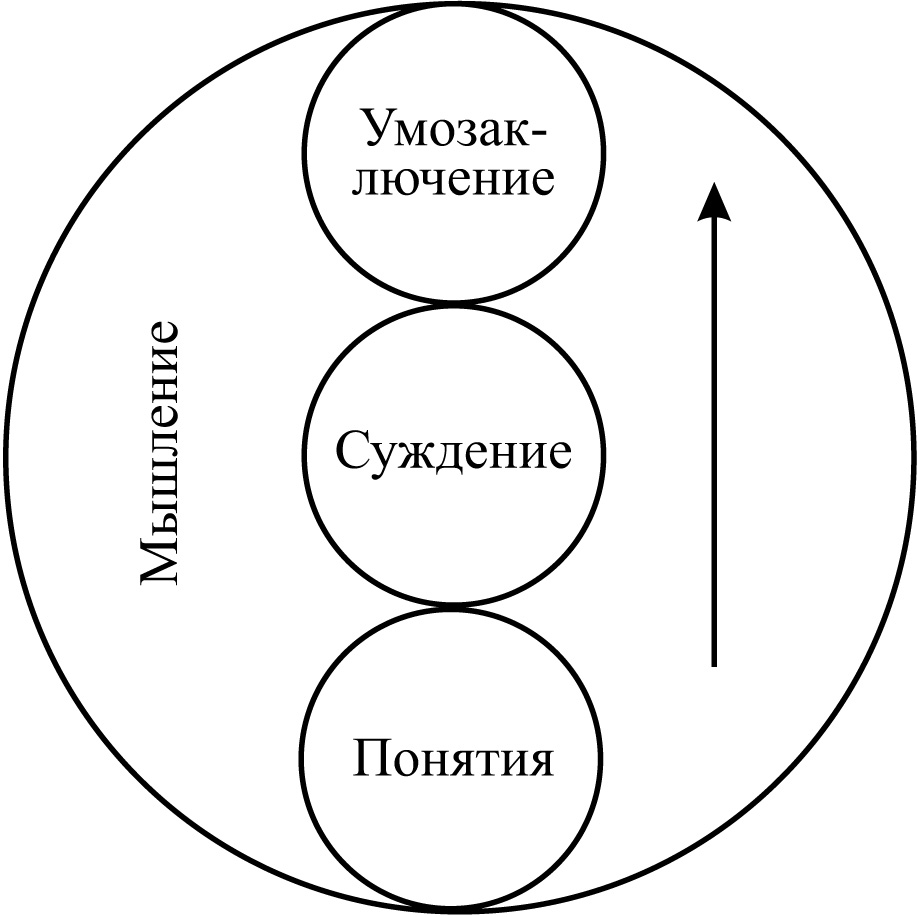 Умозак-
лючение
Мышление
Суждение
Понятия